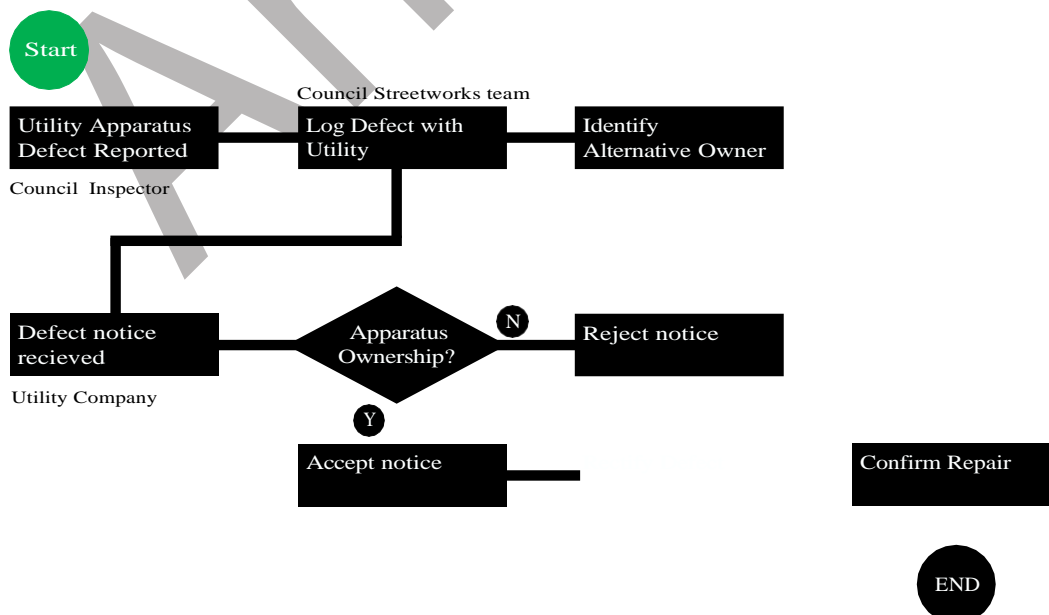 Start
Council Streetworks team
Utility Apparatus
Defect Reported
Log Defect with
Utility
Identify
Alternative Owner
Council Inspector
Defect notice
recieved
Apparatus
Ownership?
N
Reject notice
Utility Company
Y
Accept notice
Confirm Repair
END